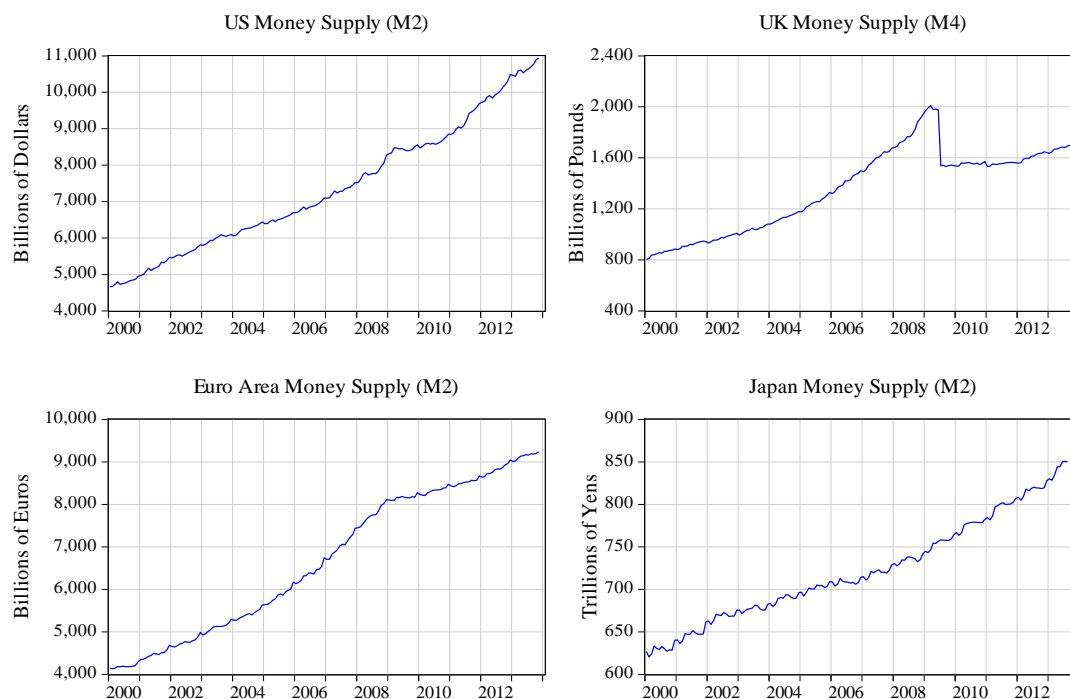 US Money Supply (M2)
Billions of Dollars
11,000
10,000
9,000
8,000
7,000
6,000
5,000
4,000
2000 2002 2004 2006 2008 2010 2012
UK Money Supply (M4)
Billions of Pounds
2,400
2,000
1,600
1,200
800
400
2000 2002 2004 2006 2008 2010 2012
Euro Area Money Supply (M2)
Billions of Euros
10,000
9,000
8,000
7,000
6,000
5,000
4,000
2000 2002 2004 2006 2008 2010 2012
Japan Money Supply (M2)
Trillions of Yens
900
850
800
750
700
650
600
2000 2002 2004 2006 2008 2010 2012